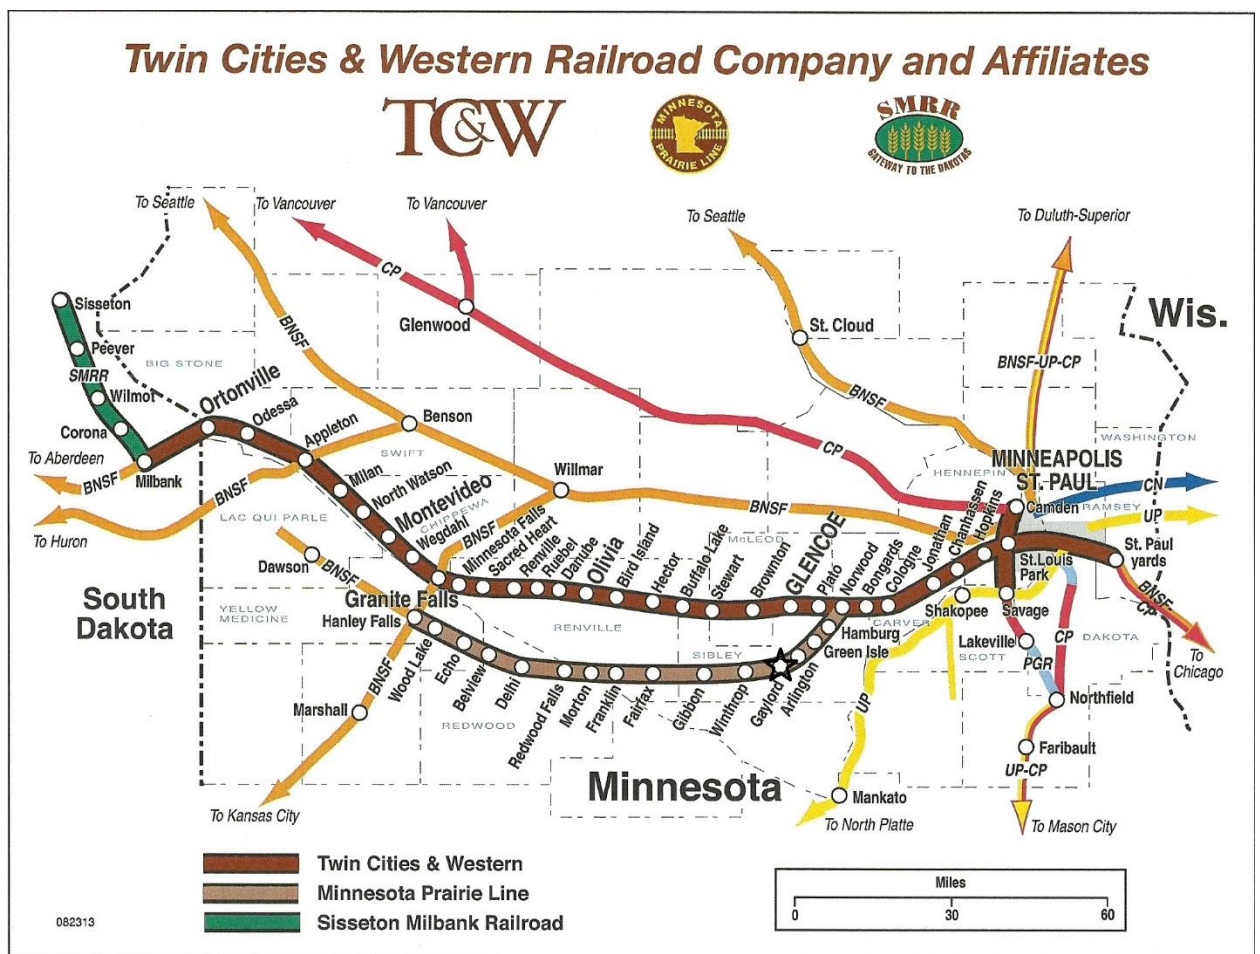 Twin Cities & Western Railroad Company and Affiliates
TC&W
MINNESOTA
PRAIRIE LINE
SMRR
GATEWAY TO THE DAKOTAS
To Seattle
To Vancouver
To Vancouver
To Seattle
To Duluth-Superior
CP
Wis.
Sisteton
Glenwood
St. Cloud
BNSF
Peever
BIG STONE
BNSF-UP-CP
SMRR
Wilmot
Ortonville
BNSF
Odessa
Benson
Corona
Appleton
WASHINGTON
To Aberdeen
SWIFT
CP
MINNEAPOLIS
ST. PAUL
HENNEPIN
BNSF
Milbank
BNSF
Milan
North Watson
Willmar
CN
Camden
RAMSEY
LAC QUI PARLE
Montevideo
CHIPPEWA
BNSF
UP
To Huron
Wegdahl
BNSF
Minnesota Falls
Sacred Heart
Renville
Ruebel
Danube
Olivia
Bird Island
Hector
Buffalo Lake
Stewart
McLEOD
Brownton
GLENCOE
Plato
Norwood
Bongards
Cologne
Jonathan
Chanhassen
Hopkins
St. Louis
Park
St. Paul
yards
Dawson
BNSF
South
Dakota
YELLOW
MEDICINE
Granite Falls
Hanley Falls
RENVILLE
SIBLEY
CARVER
Shakopee
Savage
BNSF
CP
Hamburg
Green Isle
Lakeville
CP
DAKOTA
SCOTT
PGR
To
Chicago
BNSF
Wood Lake
Echo
Belview
Delhi
Redwood Falls
Morton
Franklin
Fairfax
Gibbon
Winthrop
Gaylord
Arlington
UP
Northfield
Marshall
REDWOOD
Faribault
UP-CP
Minnesota
Mankato
To Kansas City
To North Platte
To Mason City
Twin Cities & Western
Minnesota Prairie Line
Sisseton Milbank Railroad
Miles
0 30 60
082313